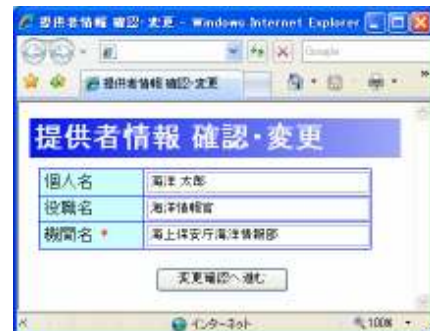 提供者情報 確認・変更 - Windows Internet Explorer
Google
提供者情報 確認・変更
提供者情報 確認・変更
個人名 海洋 太郎
役職名 海洋情報官
機関名 * 海上保安庁海洋情報部
変更確認へ進む
インターネット 100%